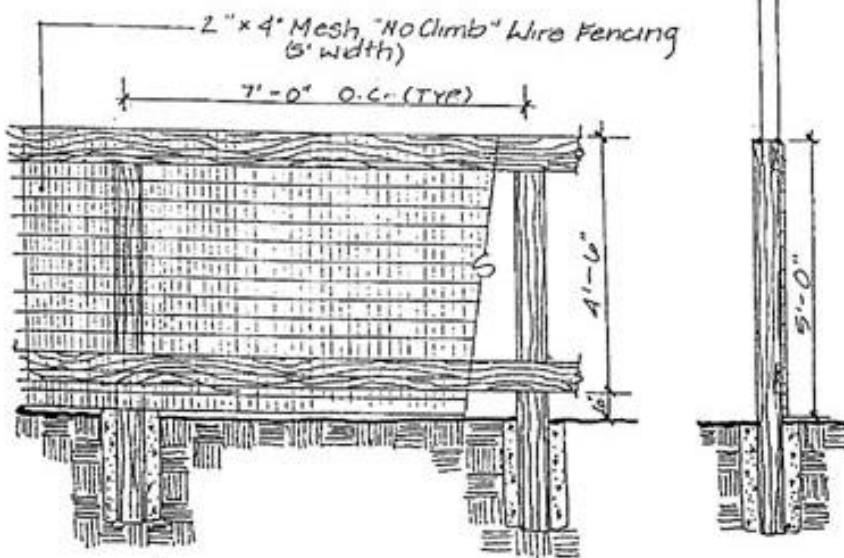 2" x 4" Mesh "No Climb" Wire Fencing
(5' width)
7'-0" O.C. (TYP.)
4'-6"
6"
5'-0"